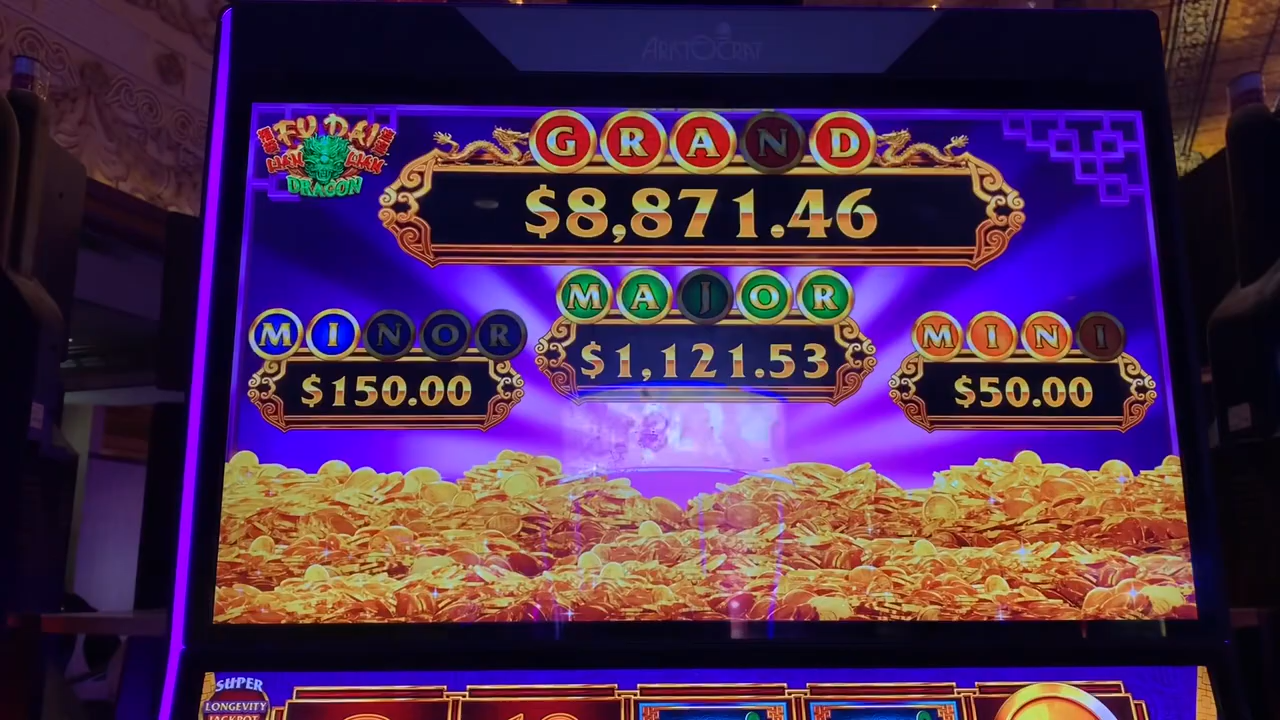 ARISTOCRAT
FU DAI
LIAN LIAN
DRAGON
GRAND
$8,871.46
MAJOR
$1,121.53
MINOR
$150.00
MINI
$50.00
SUPER
LONGEVITY
JACKPOT